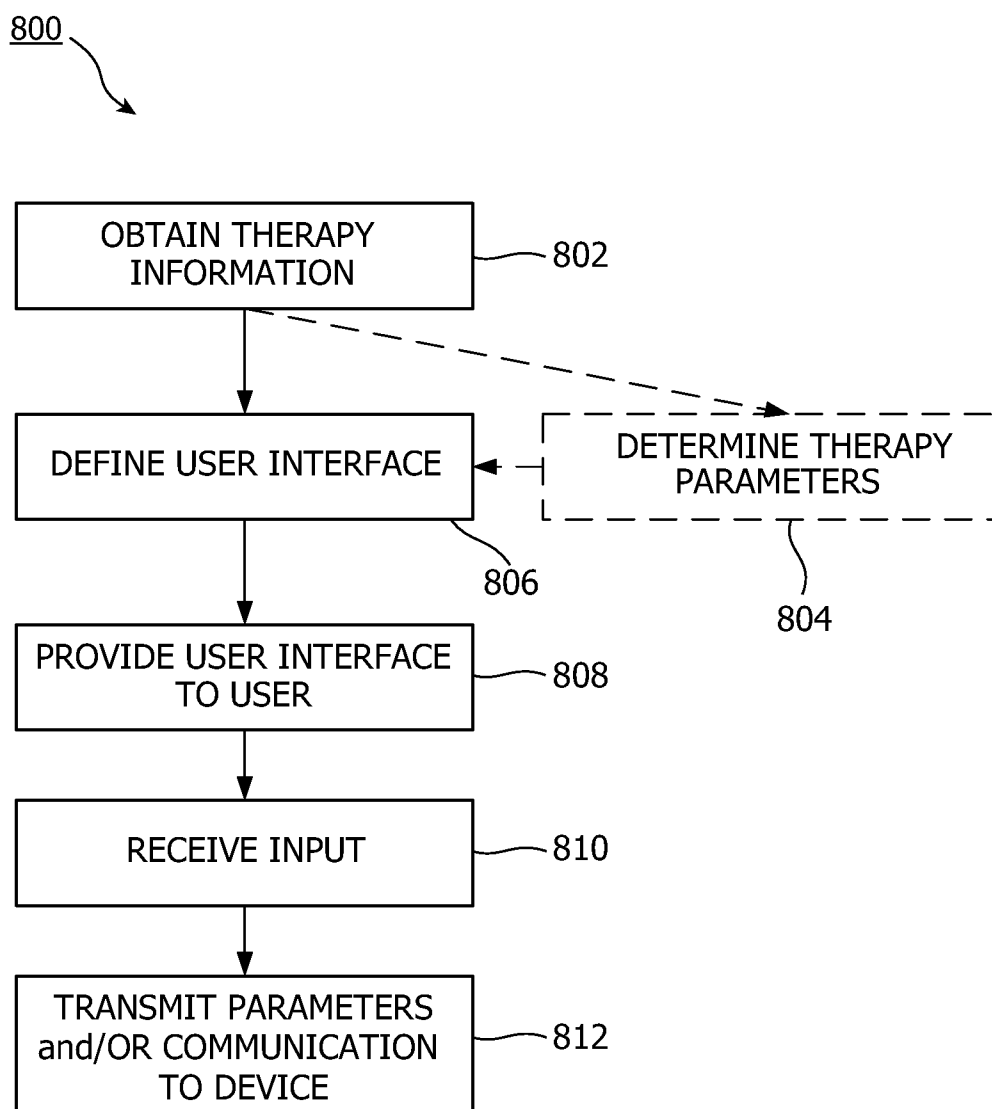 800
OBTAIN THERAPY
INFORMATION
802
DEFINE USER INTERFACE
806
DETERMINE THERAPY
PARAMETERS
804
PROVIDE USER INTERFACE
TO USER
808
RECEIVE INPUT
810
TRANSMIT PARAMETERS
and/OR COMMUNICATION
TO DEVICE
812